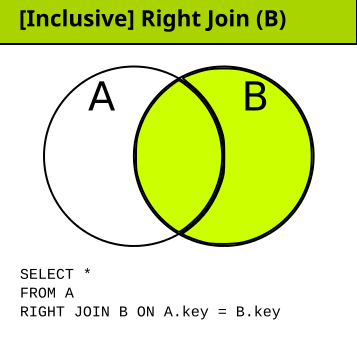 [Inclusive] Right Join (B)
A B
SELECT *
FROM A
RIGHT JOIN B ON A.key = B.key